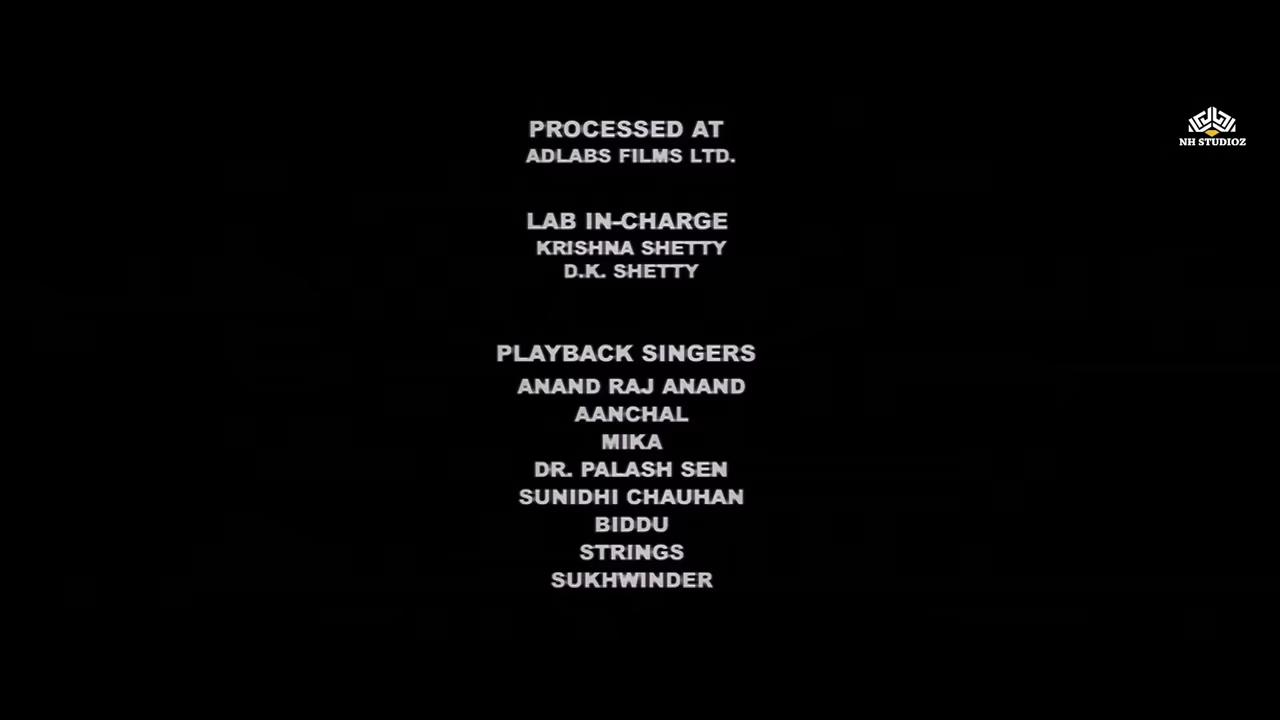 PROCESSED AT
ADLABS FILMS LTD.
NH STUDIOZ
LAB IN-CHARGE
KRISHNA SHETTY
D.K. SHETTY
PLAYBACK SINGERS
ANAND RAJ ANAND
AANCHAL
MIKA
DR. PALASH SEN
SUNIDHI CHAUHAN
BIDDU
STRINGS
SUKHWINDER